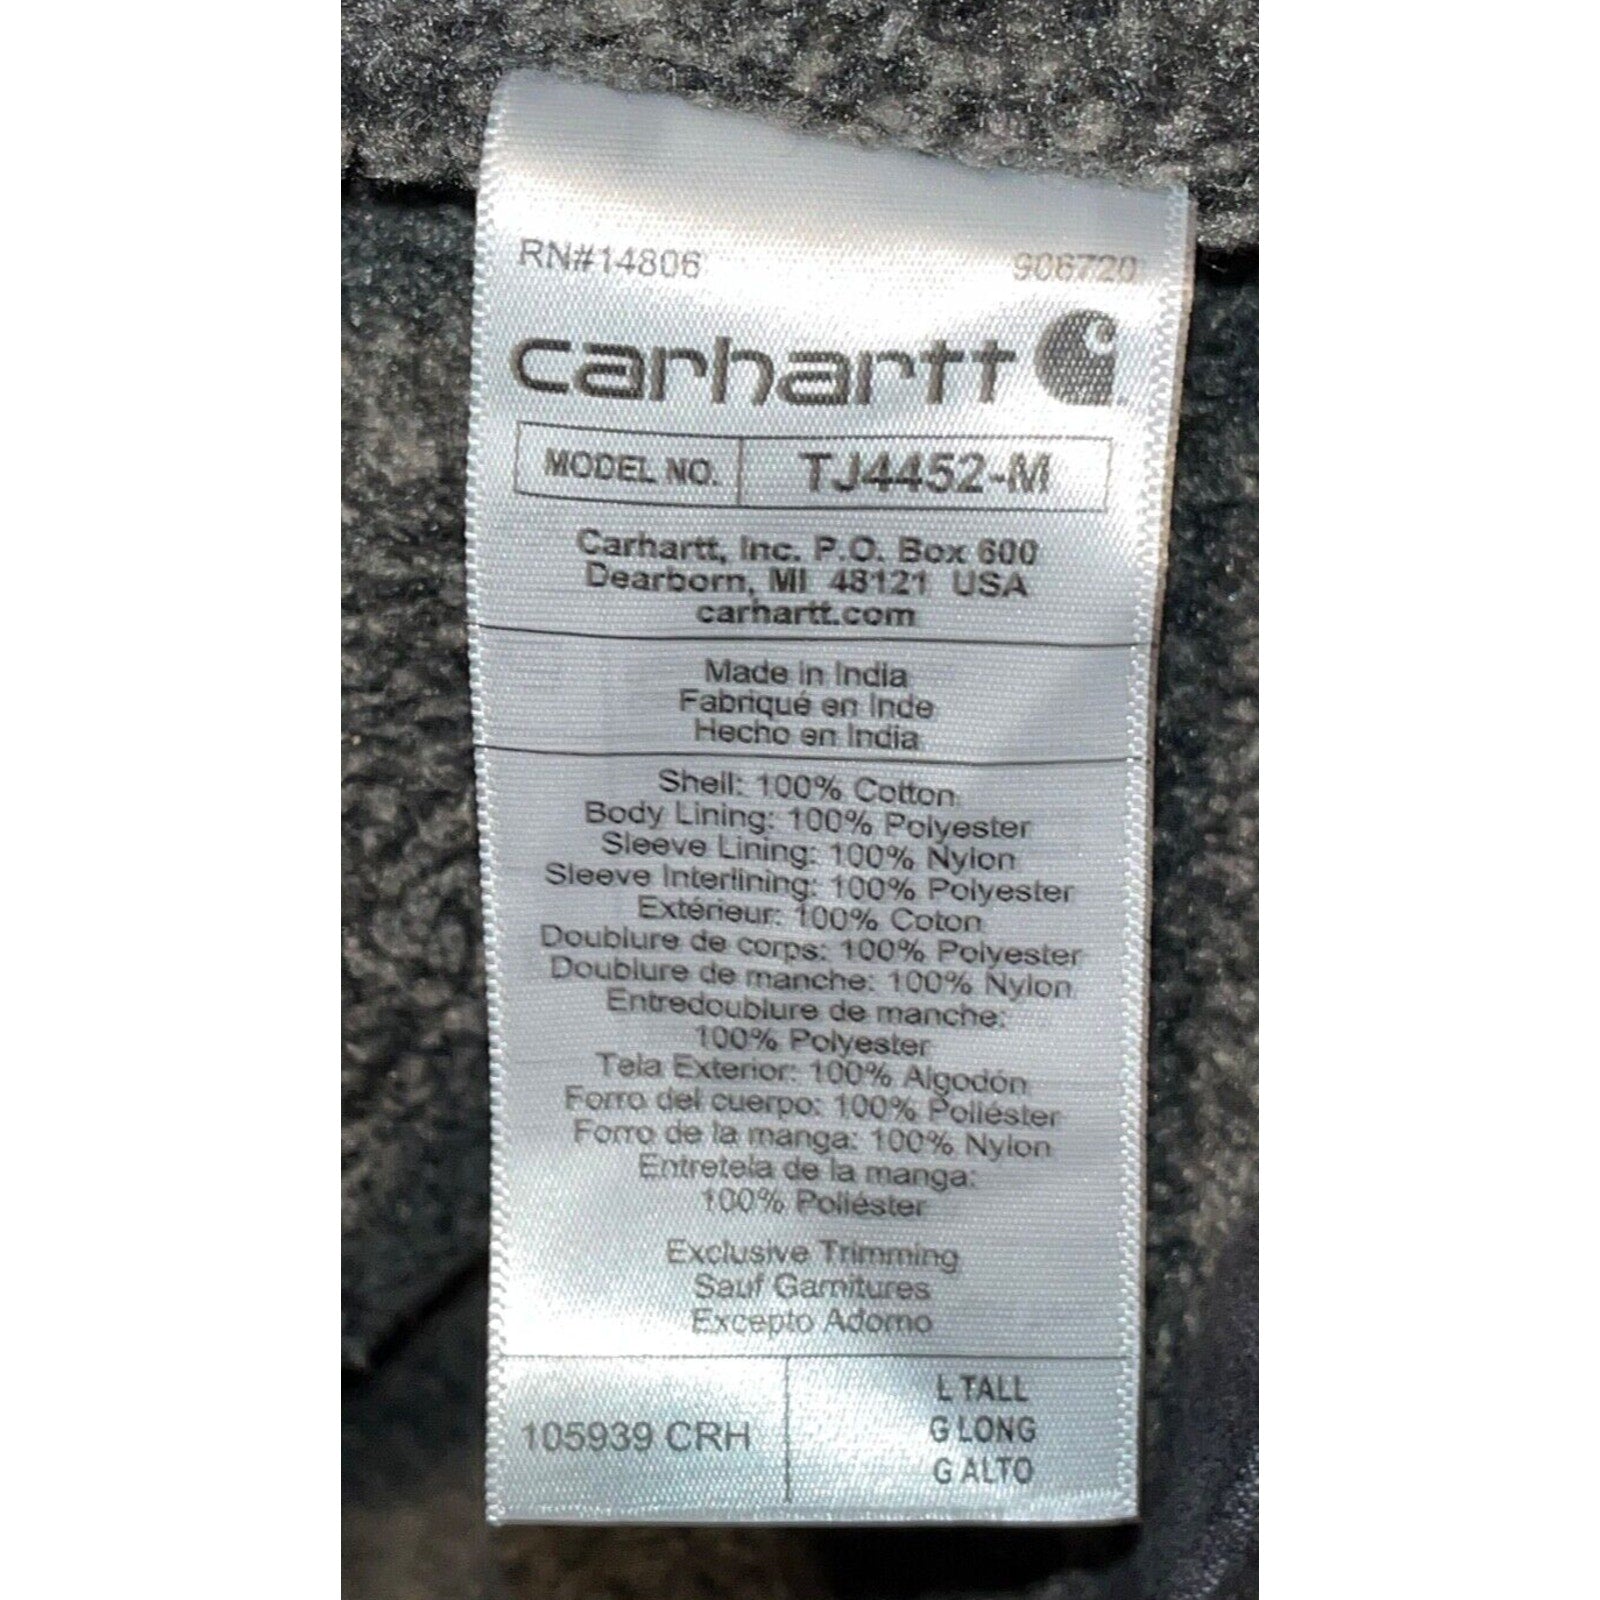 RN#14806 906720
carhartt
MODEL NO. TJ4452-M
Carhartt, Inc. P.O. Box 600
Dearborn, MI 48121 USA
carhartt.com
Made in India
Fabriqué en Inde
Hecho en India
Shell: 100% Cotton
Body Lining: 100% Polyester
Sleeve Lining: 100% Nylon
Sleeve Interlining: 100% Polyester
Extérieur: 100% Coton
Doublure de corps: 100% Polyester
Doublure de manche: 100% Nylon
Entredoublure de manche:
100% Polyester
Tela Exterior: 100% Algodón
Forro del cuerpo: 100% Poliéster
Forro de la manga: 100% Nylon
Entretela de la manga:
100% Poliéster
Exclusive Trimming
Sauf Garnitures
Excepto Adorno
105939 CRH
L TALL
G LONG
G ALTO